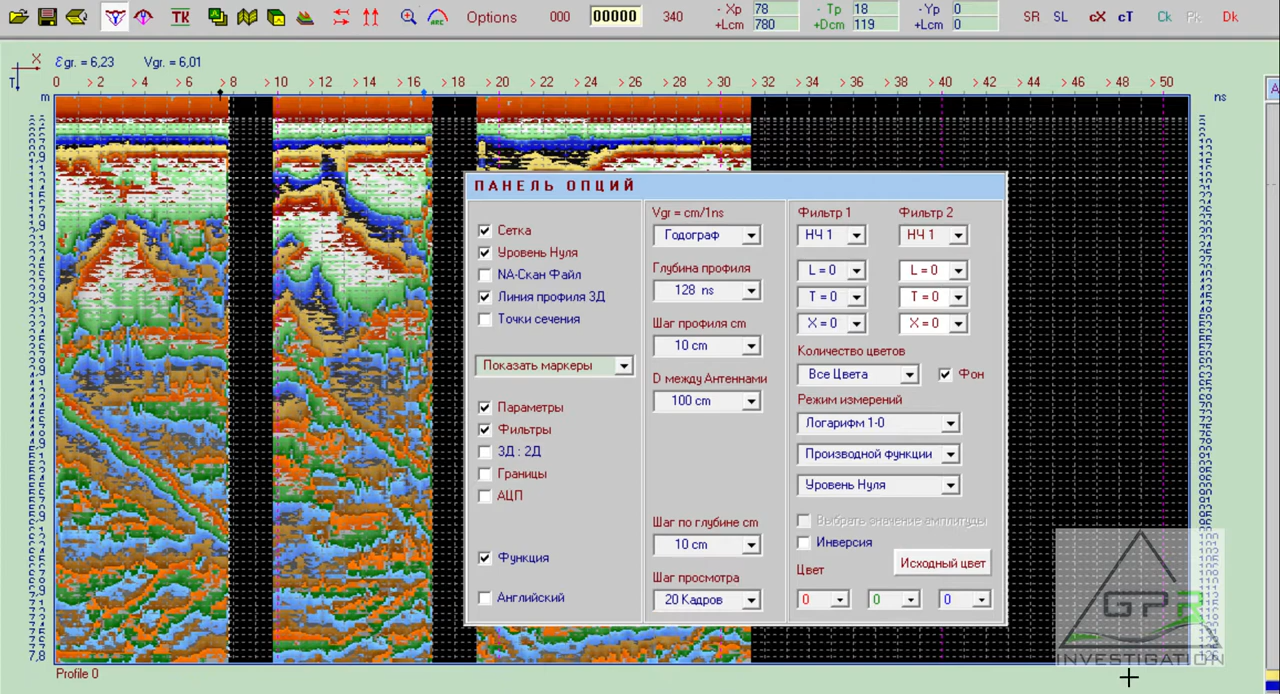 TK Options 000 00000 340 - Xp 78 - Tp 18 - Yp 0 SR SL cX cT Ck Pk Dk
+Lcm 780 +Dcm 119 +Lcm 0
X
T
Ɛgr. = 6,23 Vgr. = 6,01
0 > 2 > 4 > 6 > 8 > 10 > 12 > 14 > 16 > 18 > 20 > 22 > 24 > 26 > 28 > 30 > 32 > 34 > 36 > 38 > 40 > 42 > 44 > 46 > 48 > 50
m ns
ПАНЕЛЬ ОПЦИЙ
Сетка
Уровень Нуля
NA-Скан Файл
Линия профиля 3Д
Точки сечения
Показать маркеры
Параметры
Фильтры
3Д : 2Д
Границы
АЦП
Функция
Английский
Vgr = cm/1ns
Годограф
Глубина профиля
128 ns
Шаг профиля cm
10 cm
D между Антеннами
100 cm
Шаг по глубине cm
10 cm
Шаг просмотра
20 Кадров
Фильтр 1 Фильтр 2
НЧ 1 НЧ 1
L = 0 L = 0
T = 0 T = 0
X = 0 X = 0
Количество цветов
Все Цвета Фон
Режим измерений
Логарифм 1-0
Производной функции
Уровень Нуля
Выбрать значение амплитуды
Инверсия
Цвет Исходный цвет
0 0 0
7,8
Profile 0
GPR
INVESTIGATION